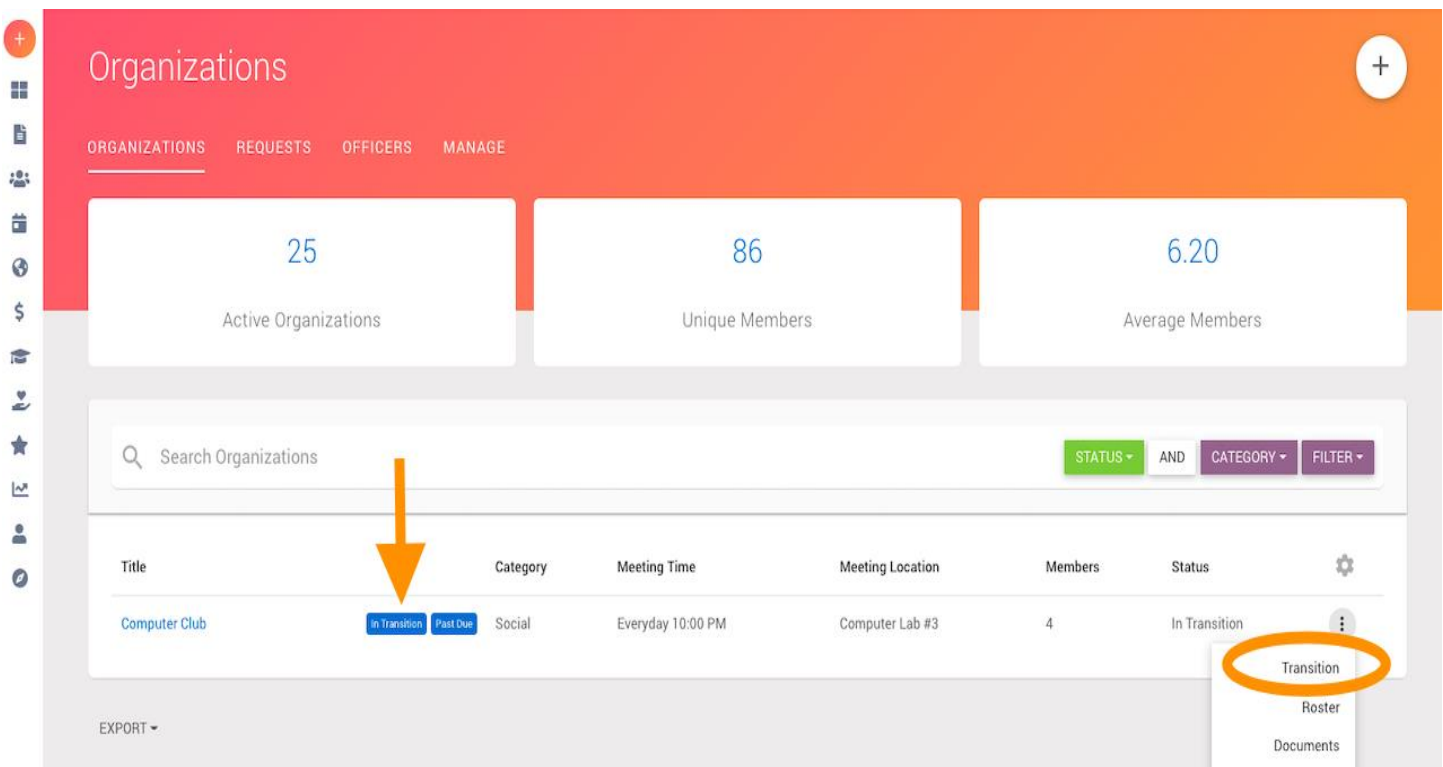 Organizations
ORGANIZATIONS REQUESTS OFFICERS MANAGE
25 86 6.20
Active Organizations Unique Members Average Members
Search Organizations STATUS AND CATEGORY FILTER
Title Category Meeting Time Meeting Location Members Status
Computer Club In Transition Past Due Social Everyday 10:00 PM Computer Lab #3 4 In Transition
Transition
Roster
EXPORT
Documents